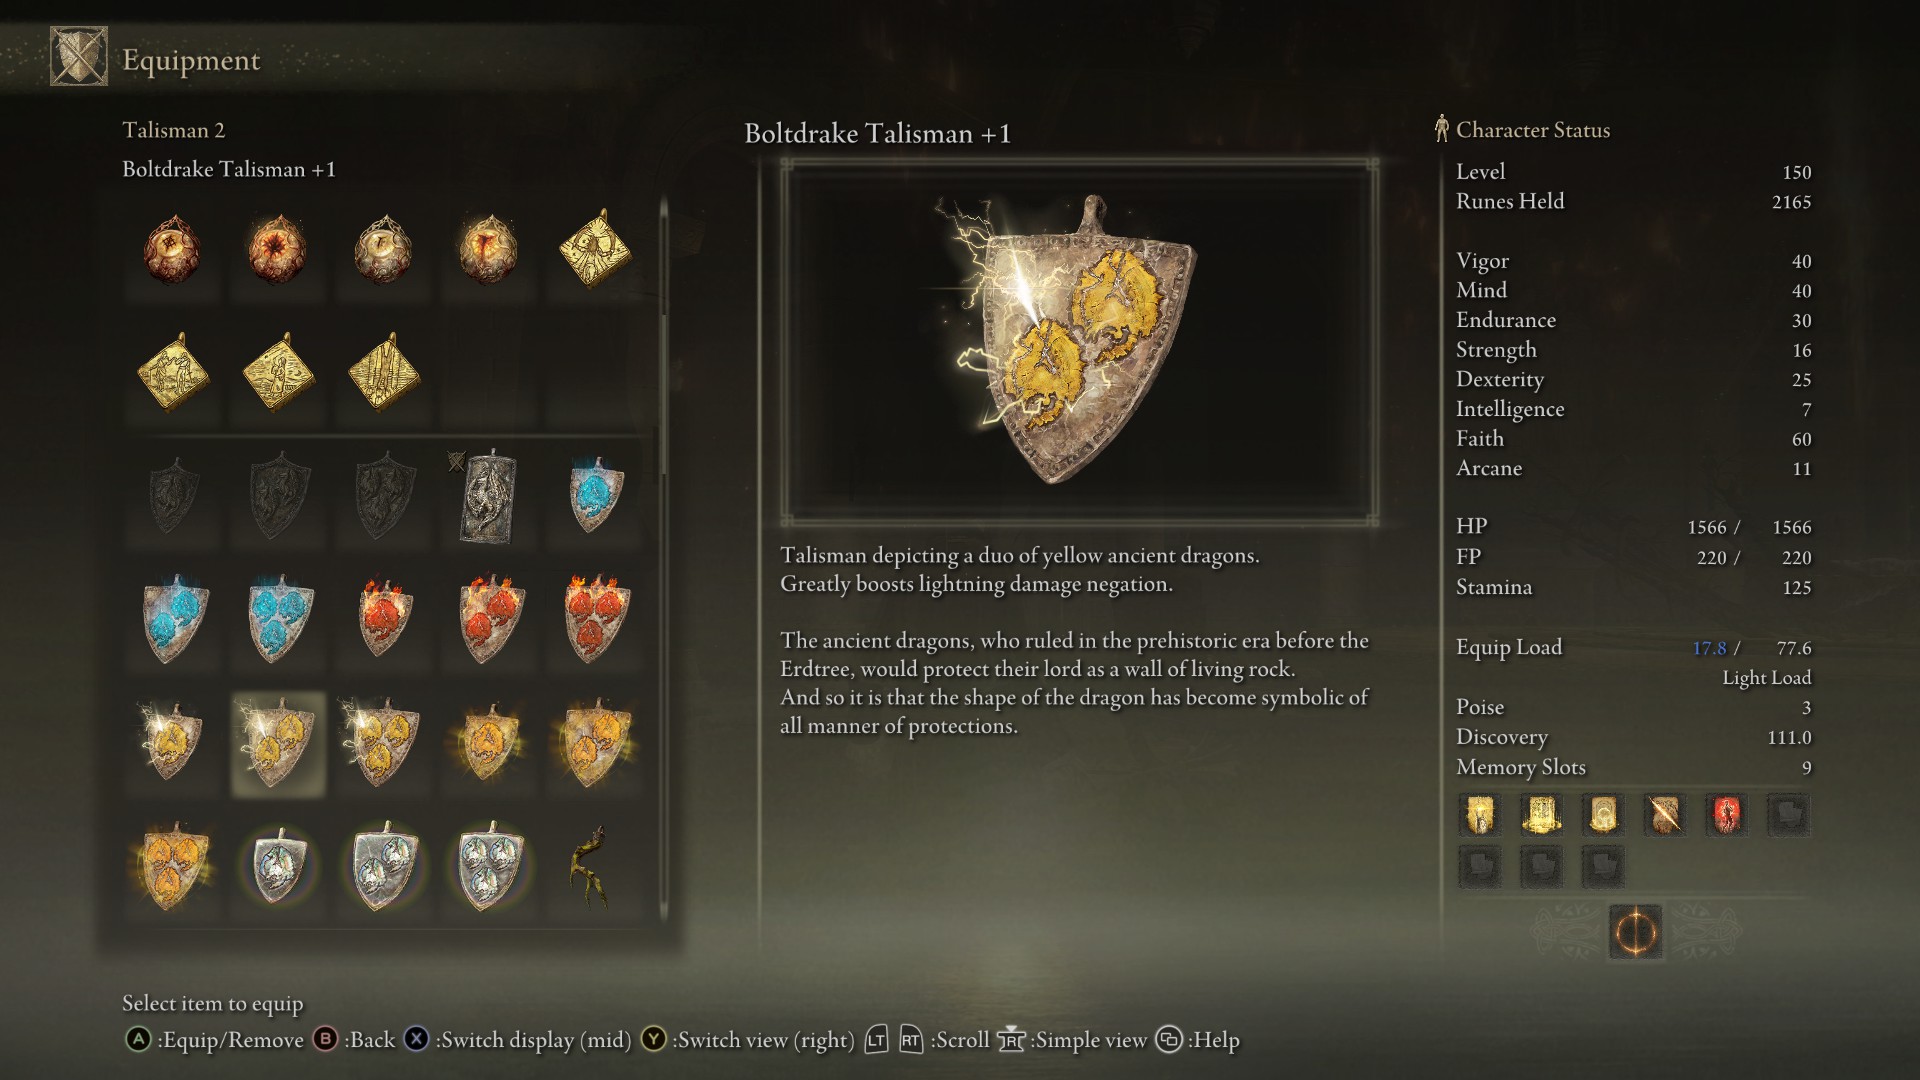 Equipment
Talisman 2
Boltdrake Talisman +1
Boltdrake Talisman +1
Talisman depicting a duo of yellow ancient dragons.
Greatly boosts lightning damage negation.
The ancient dragons, who ruled in the prehistoric era before the
Erdtree, would protect their lord as a wall of living rock.
And so it is that the shape of the dragon has become symbolic of
all manner of protections.
Character Status
Level 150
Runes Held 2165
Vigor 40
Mind 40
Endurance 30
Strength 16
Dexterity 25
Intelligence 7
Faith 60
Arcane 11
HP 1566 / 1566
FP 220 / 220
Stamina 125
Equip Load 17.8 / 77.6
Light Load
Poise 3
Discovery 111.0
Memory Slots 9
Select item to equip
A :Equip/Remove B :Back X :Switch display (mid) Y :Switch view (right) LT RT :Scroll R :Simple view :Help